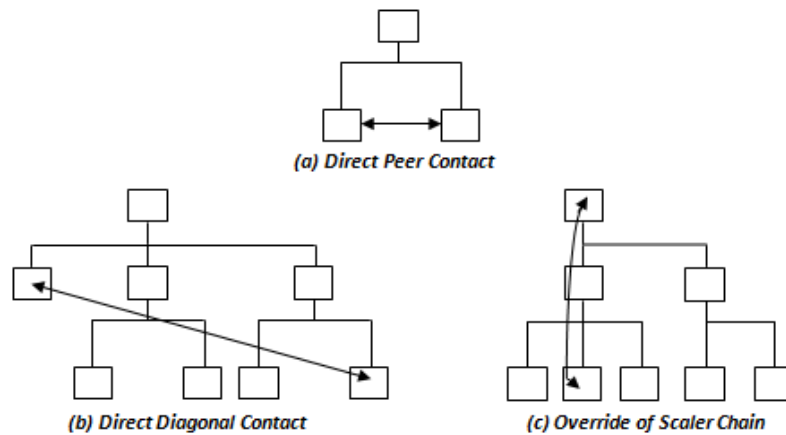 (a) Direct Peer Contact
(b) Direct Diagonal Contact
(c) Override of Scaler Chain